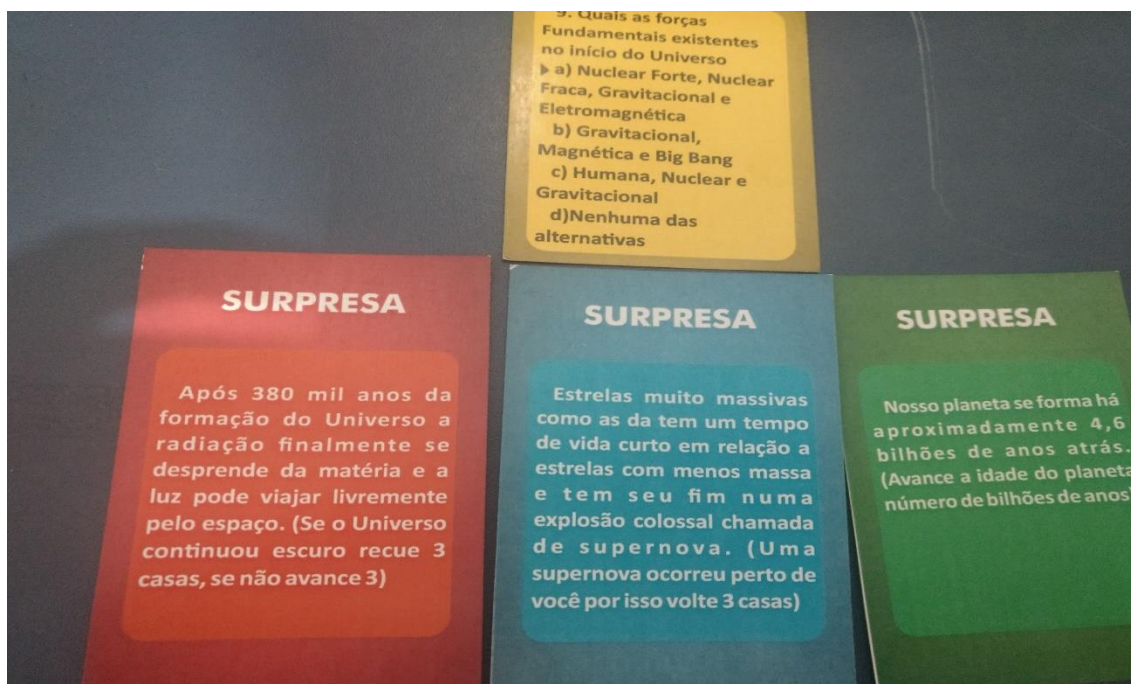 9. Quais as forças
Fundamentais existentes
no início do Universo
a) Nuclear Forte, Nuclear
Fraca, Gravitacional e
Eletromagnética
b) Gravitacional,
Magnética e Big Bang
c) Humana, Nuclear e
Gravitacional
d)Nenhuma das
alternativas
SURPRESA
Após 380 mil anos da
formação do Universo a
radiação finalmente se
desprende da matéria e a
luz pode viajar livremente
pelo espaço. (Se o Universo
continuou escuro recue 3
casas, se não avance 3)
SURPRESA
Estrelas muito massivas
como as da tem um tempo
de vida curto em relação a
estrelas com menos massa
e tem seu fim numa
explosão colossal chamada
de supernova. (Uma
supernova ocorreu perto de
você por isso volte 3 casas)
SURPRESA
Nosso planeta se forma há
aproximadamente 4,6
bilhões de anos atrás.
(Avance a idade do planeta
número de bilhões de anos)